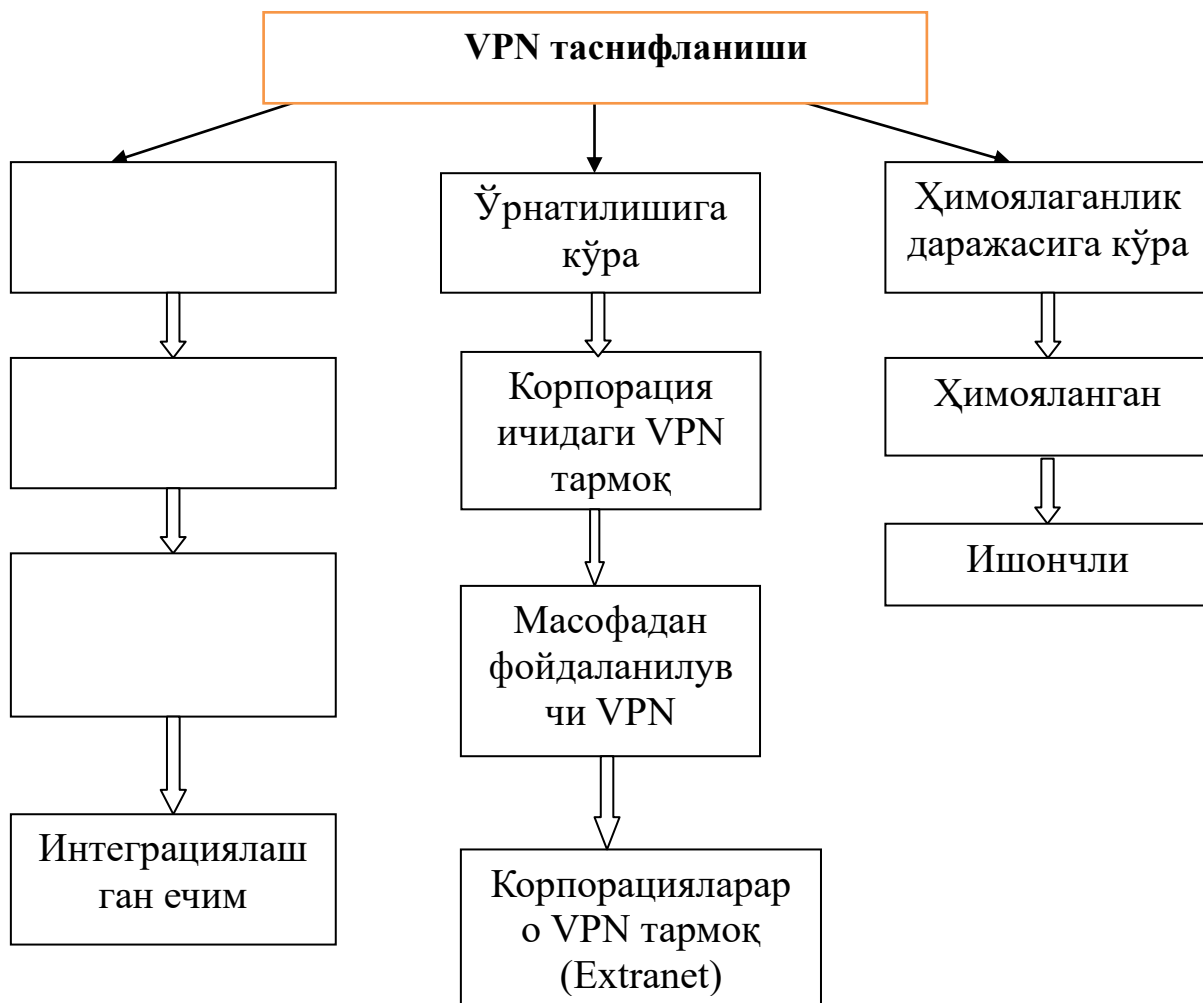 VPN таснифланиши
Ўрнатилишига
кўра
Ҳимоялаганлик
даражасига кўра
Корпорация
ичидаги VPN
тармоқ
Ҳимояланган
Ишончли
Масофадан
фойдаланилув
чи VPN
Интеграциялаш
ган ечим
Корпорацияларар
о VPN тармоқ
(Extranet)